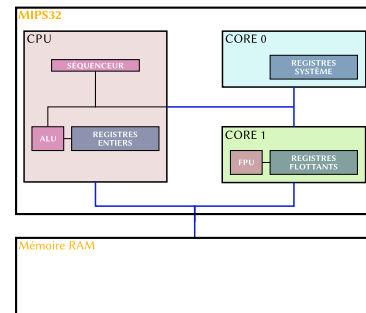 MIPS32
CPU
SÉQUENCEUR
ALU
REGISTRES
ENTIERS
CORE 0
REGISTRES
SYSTÈME
CORE 1
FPU
REGISTRES
FLOTTANTS
Mémoire RAM